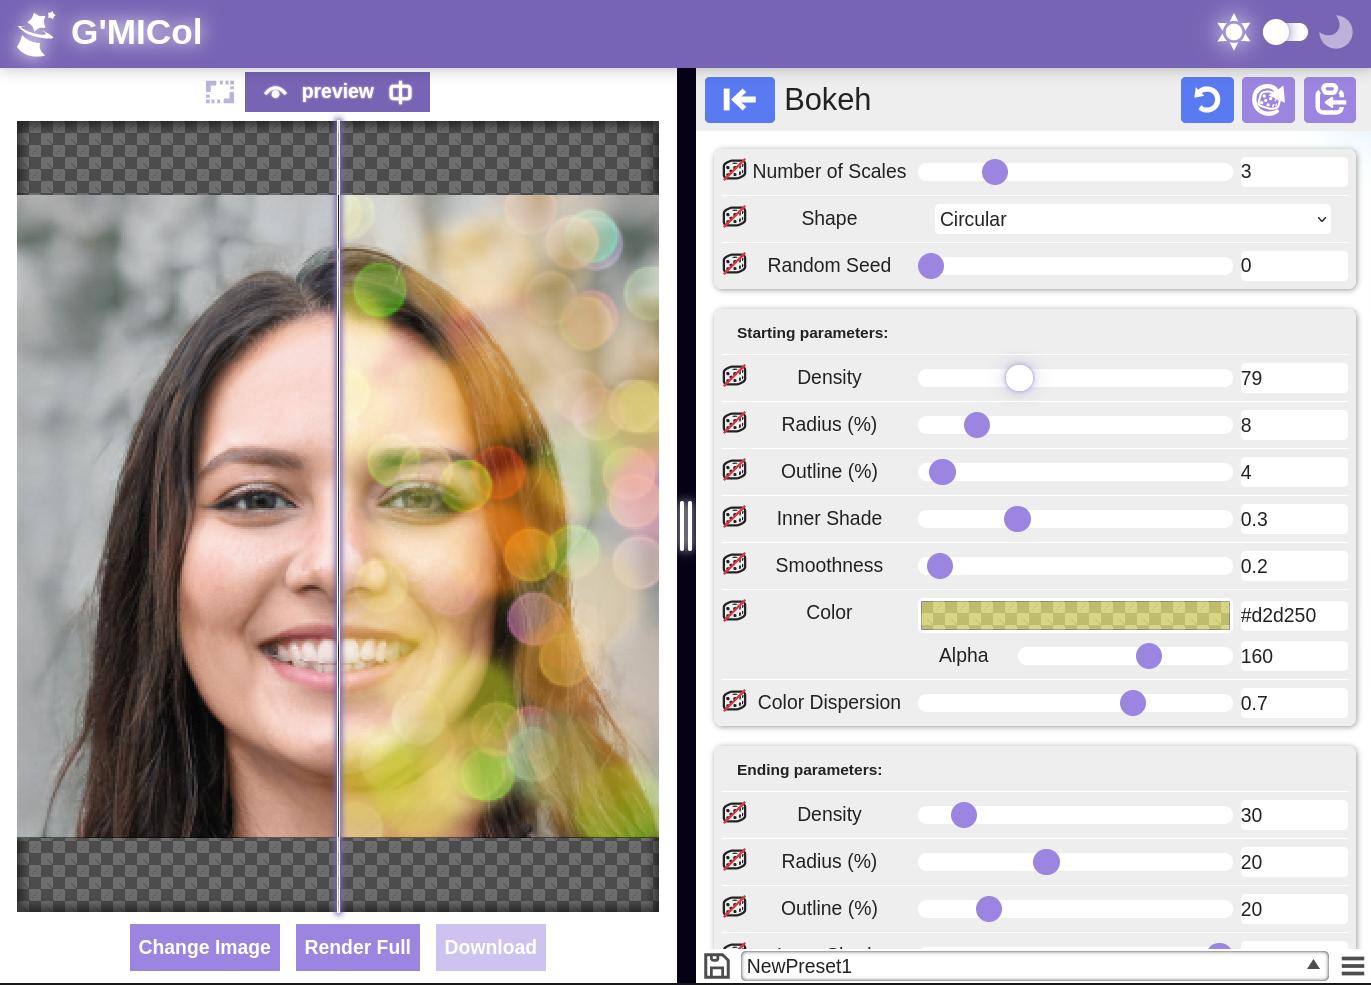 G'MICol
preview
Bokeh
Number of Scales 3
Shape Circular
Random Seed 0
Starting parameters:
Density 79
Radius (%) 8
Outline (%) 4
Inner Shade 0.3
Smoothness 0.2
Color #d2d250
Alpha 160
Color Dispersion 0.7
Ending parameters:
Density 30
Radius (%) 20
Outline (%) 20
Change Image Render Full Download
NewPreset1